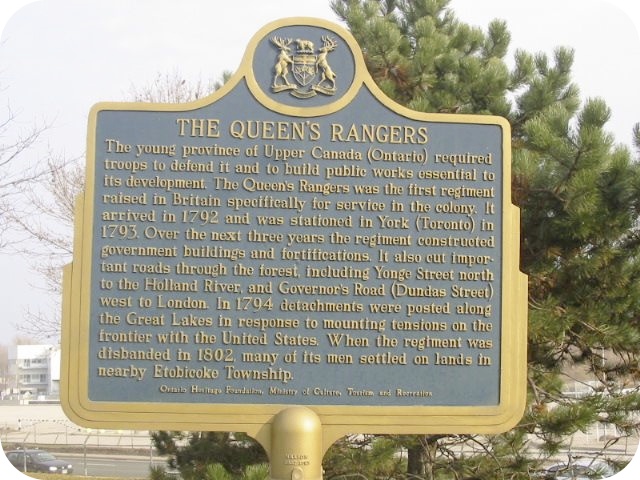 THE QUEEN'S RANGERS
The young province of Upper Canada (Ontario) required
troops to defend it and to build public works essential to
its development. The Queen's Rangers was the first regiment
raised in Britain specifically for service in the colony. It
arrived in 1792 and was stationed in York (Toronto) in
1793. Over the next three years the regiment constructed
government buildings and fortifications. It also cut impor-
tant roads through the forest, including Yonge Street north
to the Holland River, and Governor's Road (Dundas Street)
west to London. In 1794 detachments were posted along
the Great Lakes in response to mounting tensions on the
frontier with the United States. When the regiment was
disbanded in 1802, many of its men settled on lands in
nearby Etobicoke Township.
Ontario Heritage Foundation, Ministry of Culture, Tourism and Recreation